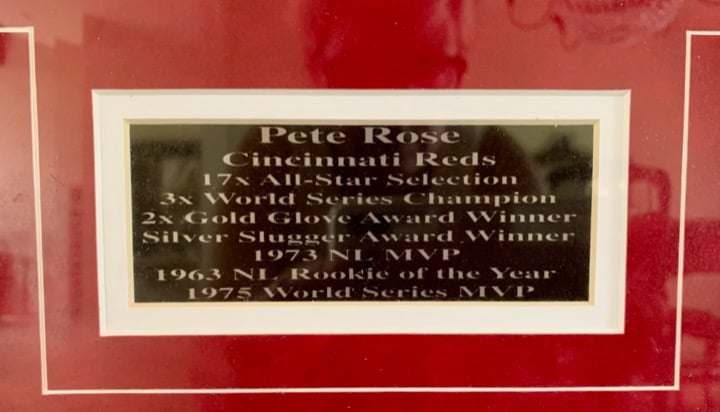 Pete Rose
Cincinnati Reds
17x All-Star Selection
3x World Series Champion
2x Gold Glove Award Winner
Silver Slugger Award Winner
1973 NL MVP
1963 NL Rookie of the Year
1975 World Series MVP